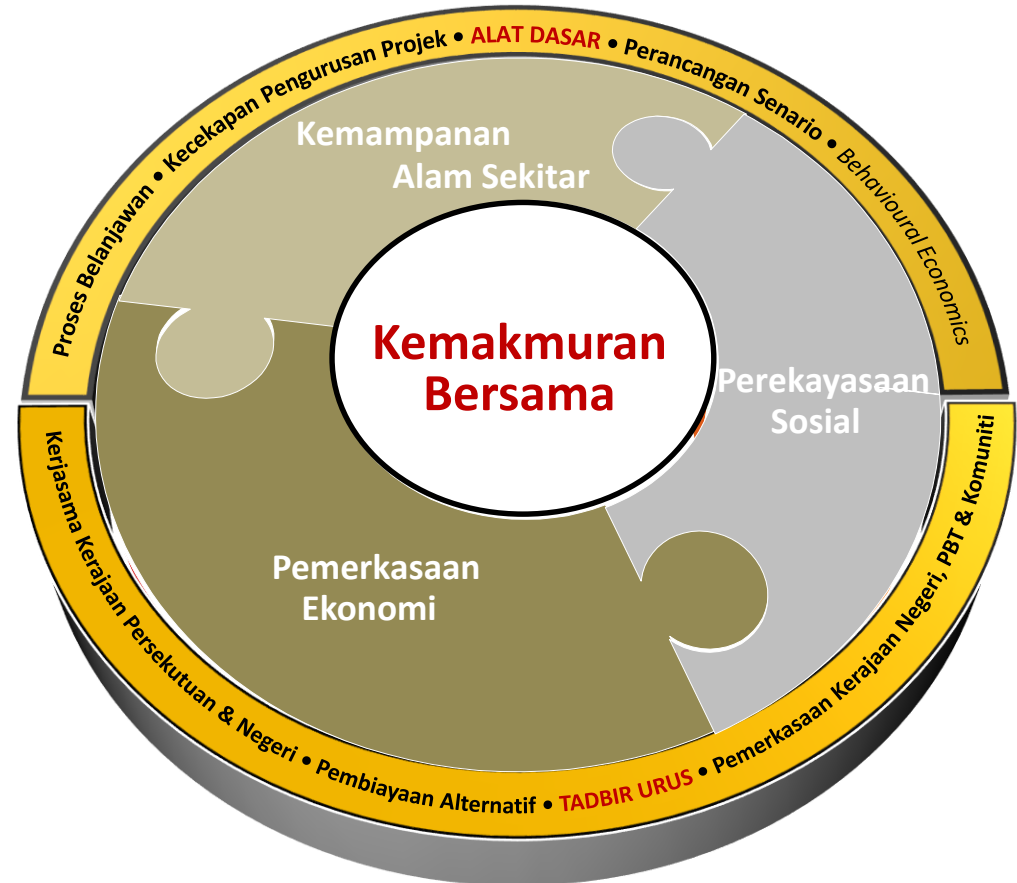 Proses Belanjawan • Kecekapan Pengurusan Projek • ALAT DASAR • Perancangan Senario • Behavioural Economics
Kemampanan
Alam Sekitar
Kemakmuran
Bersama
Perekayasaan
Sosial
Pemerkasaan
Ekonomi
Kerjasama Kerajaan Persekutuan & Negeri • Pembiayaan Alternatif • TADBIR URUS • Pemerkasaan Kerajaan Negeri, PBT & Komuniti